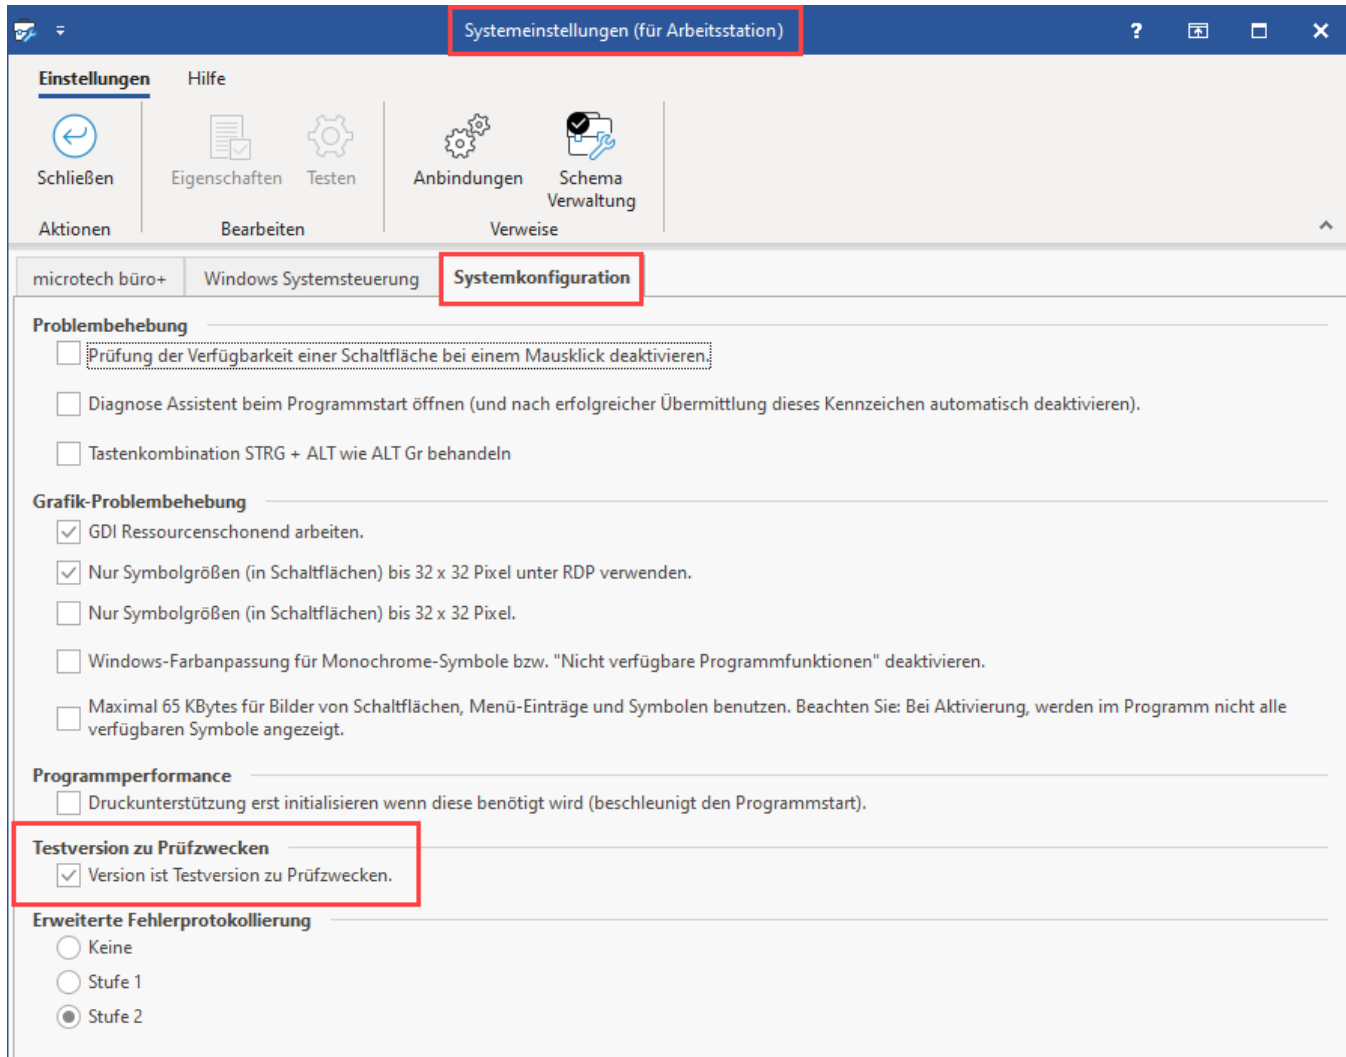 Systemeinstellungen (für Arbeitsstation)
?
Einstellungen Hilfe
Schließen Eigenschaften Testen Anbindungen Schema
Verwaltung
Aktionen Bearbeiten Verweise
microtech büro+ Windows Systemsteuerung Systemkonfiguration
Problembehebung
Prüfung der Verfügbarkeit einer Schaltfläche bei einem Mausklick deaktivieren.
Diagnose Assistent beim Programmstart öffnen (und nach erfolgreicher Übermittlung dieses Kennzeichen automatisch deaktivieren).
Tastenkombination STRG + ALT wie ALT Gr behandeln
Grafik-Problembehebung
GDI Ressourcenschonend arbeiten.
Nur Symbolgrößen (in Schaltflächen) bis 32 x 32 Pixel unter RDP verwenden.
Nur Symbolgrößen (in Schaltflächen) bis 32 x 32 Pixel.
Windows-Farbanpassung für Monochrome-Symbole bzw. "Nicht verfügbare Programmfunktionen" deaktivieren.
Maximal 65 KBytes für Bilder von Schaltflächen, Menü-Einträge und Symbolen benutzen. Beachten Sie: Bei Aktivierung, werden im Programm nicht alle
verfügbaren Symbole angezeigt.
Programmperformance
Druckunterstützung erst initialisieren wenn diese benötigt wird (beschleunigt den Programmstart).
Testversion zu Prüfzwecken
Version ist Testversion zu Prüfzwecken.
Erweiterte Fehlerprotokollierung
Keine
Stufe 1
Stufe 2